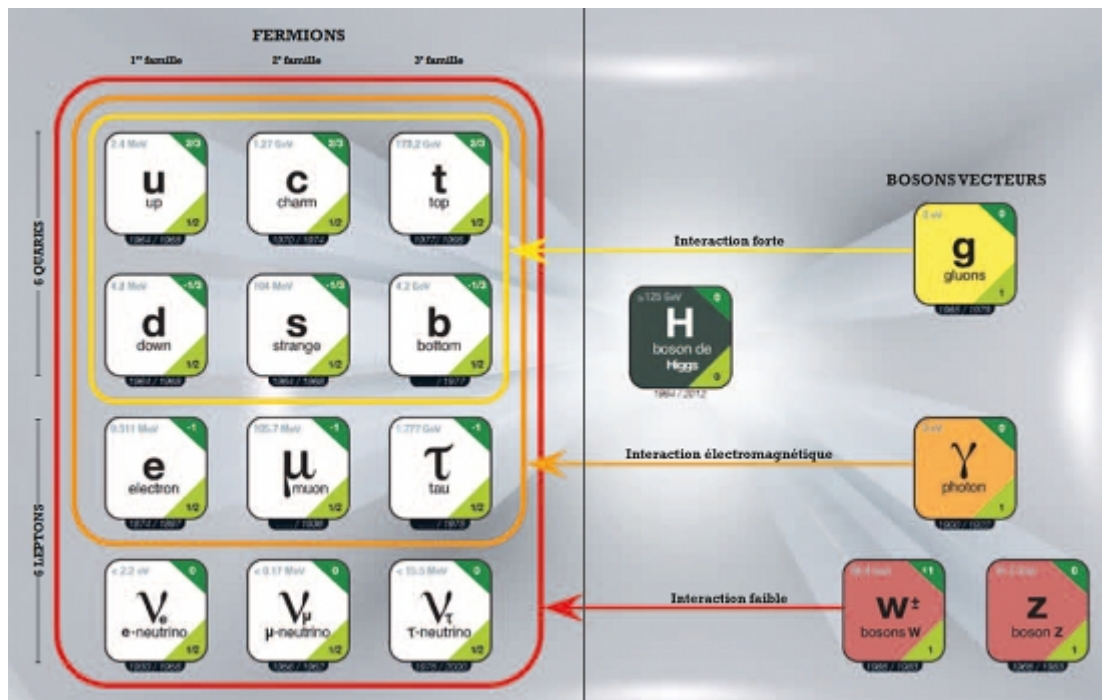 FERMIONS
1re famille
2e famille
3e famille
6 QUARKS
2.4 MeV 2/3
u
up
1/2
1964 / 1968
1.27 GeV 2/3
c
charm
1/2
1970 / 1974
2/3
t
top
1/2
1977 / 1995
4.8 MeV -1/3
d
down
1/2
1964 / 1968
104 MeV -1/3
s
strange
1/2
1964 / 1968
4.2 GeV -1/3
b
bottom
1/2
/ 1977
6 LEPTONS
0.511 MeV -1
e
electron
1/2
1874 / 1897
105.7 MeV -1
μ
muon
1/2
/ 1936
1.777 GeV -1
τ
tau
1/2
/ 1975
< 2.2 eV 0
νe
e-neutrino
1/2
< 0.17 MeV 0
νμ
μ-neutrino
1/2
< 15.5 MeV 0
ντ
τ-neutrino
1/2
BOSONS VECTEURS
Interaction forte
0 eV 0
g
gluons
1
125 GeV 0
H
boson de
Higgs
0
1964 / 2012
Interaction électromagnétique
0 eV 0
γ
photon
1
Interaction faible
±1
W±
bosons W
1
0
Z
boson Z
1